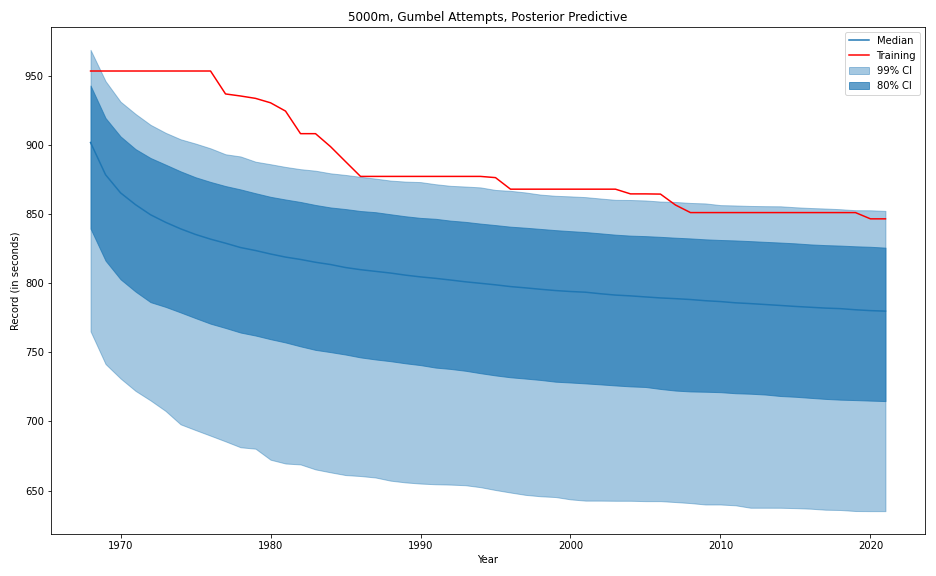 5000m, Gumbel Attempts, Posterior Predictive
Median
Training
99% CI
80% CI
Record (in seconds)
950
900
850
800
750
700
650
1970
1980
1990
2000
2010
2020
Year